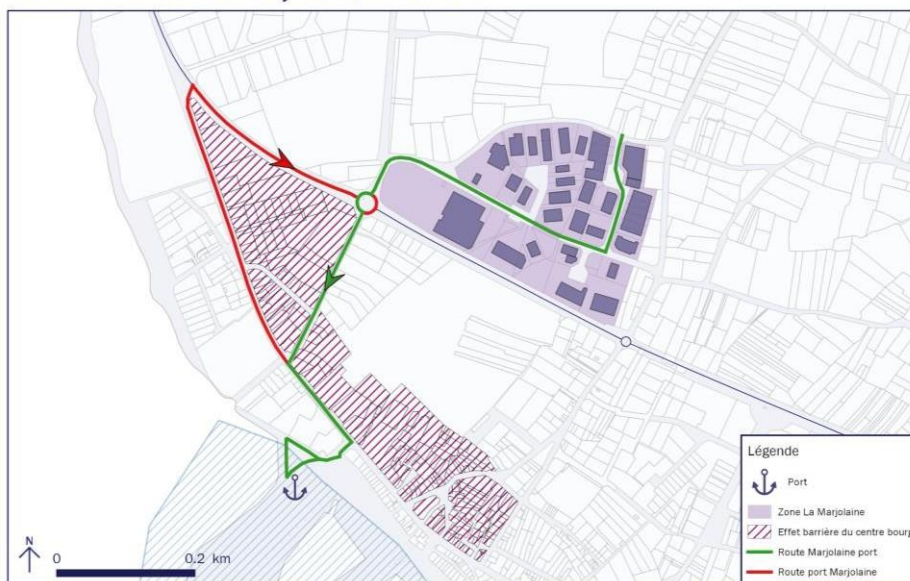 Légende
Port
Zone La Marjolaine
Effet barrière du centre bourg
Route Marjolaine port
Route port Marjolaine
N
0 0.2 km